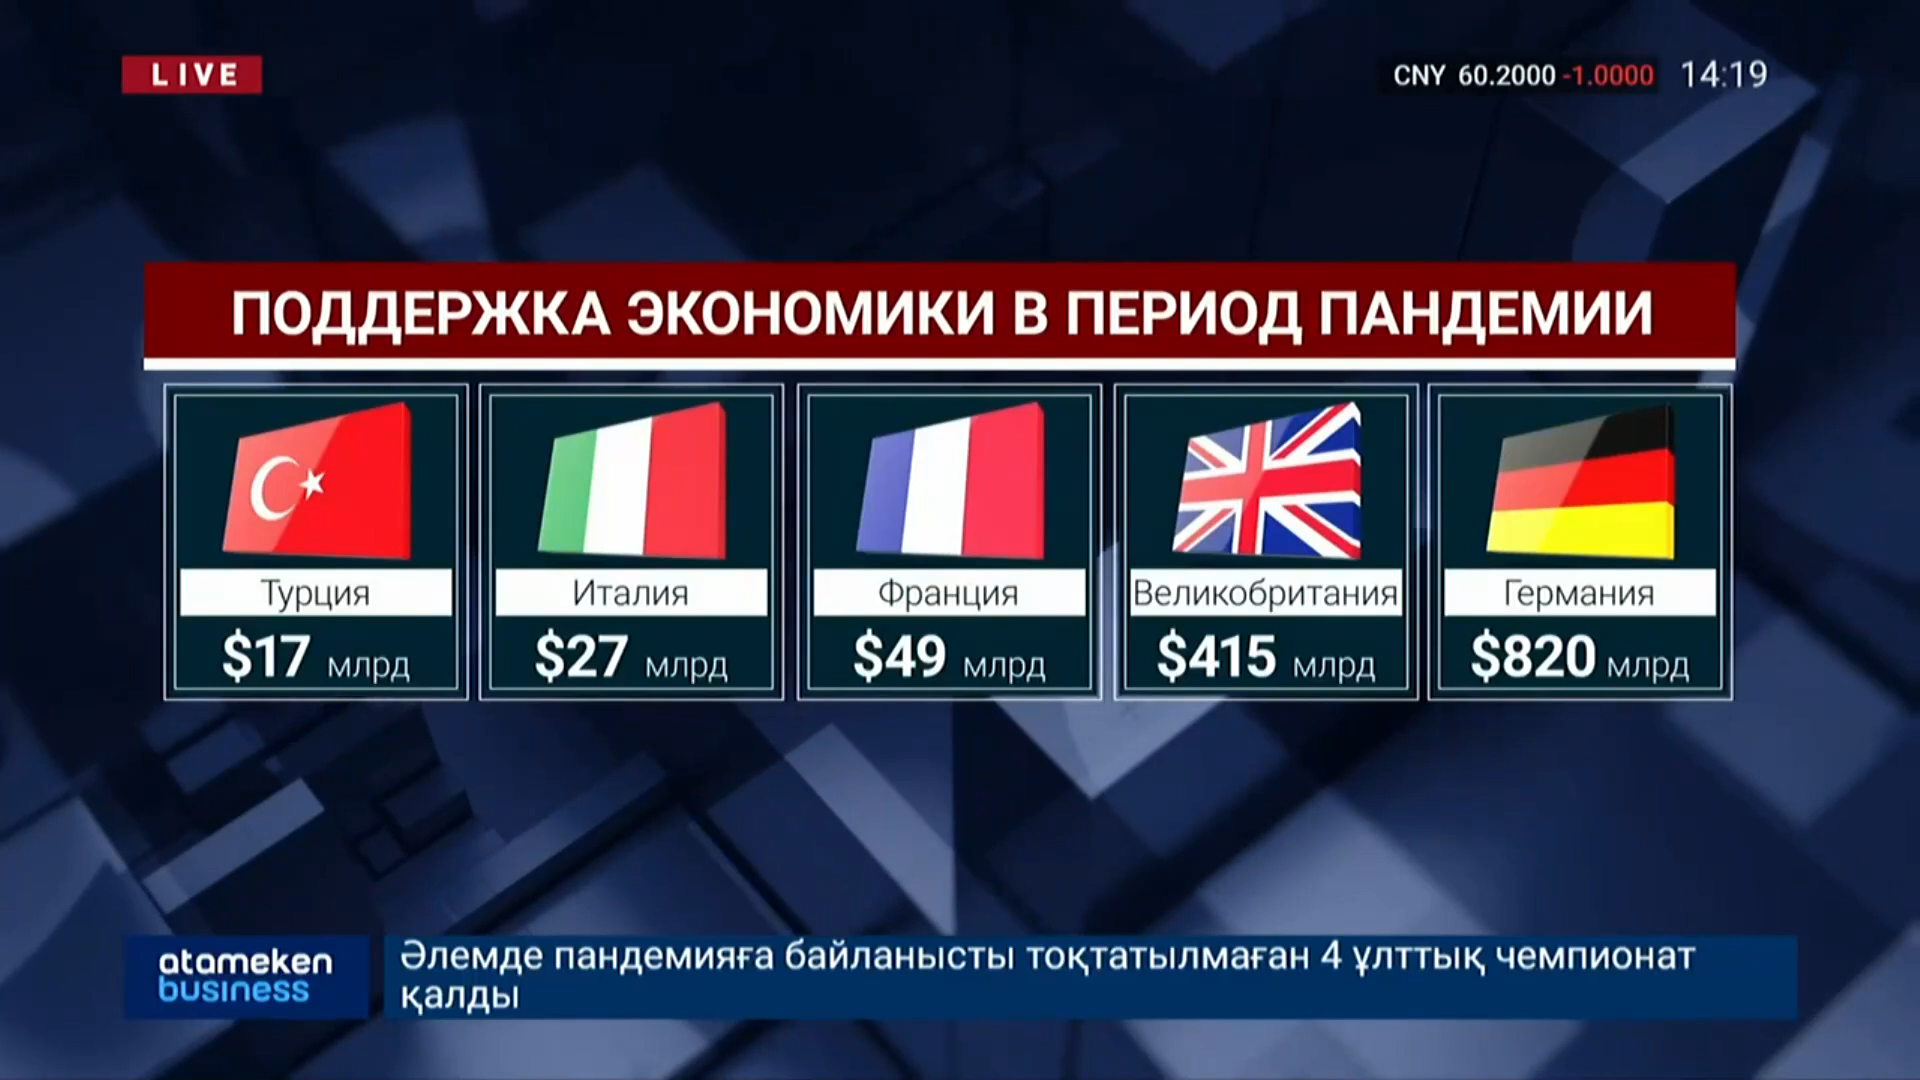 LIVE
CNY 60.2000 -1.0000 14:19
ПОДДЕРЖКА ЭКОНОМИКИ В ПЕРИОД ПАНДЕМИИ
Турция
$17 млрд
Италия
$27 млрд
Франция
$49 млрд
Великобритания
$415 млрд
Германия
$820 млрд
atameken
business
Әлемде пандемияға байланысты тоқтатылмаған 4 ұлттық чемпионат
қалды